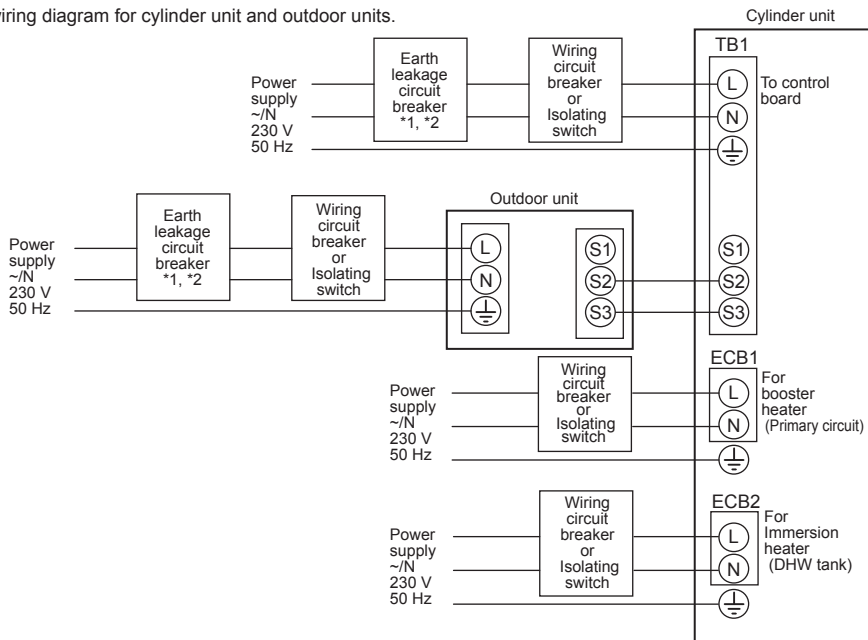 wiring diagram for cylinder unit and outdoor units.
Cylinder unit
TB1
Power
supply
~/N
230 V
50 Hz
Earth
leakage
circuit
breaker
*1, *2
Wiring
circuit
breaker
or
Isolating
switch
L
N
To control
board
S1
S2
S3
Power
supply
~/N
230 V
50 Hz
Earth
leakage
circuit
breaker
*1, *2
Wiring
circuit
breaker
or
Isolating
switch
Outdoor unit
L
N
S1
S2
S3
Power
supply
~/N
230 V
50 Hz
Wiring
circuit
breaker
or
Isolating
switch
ECB1
L
N
For
booster
heater
(Primary circuit)
Power
supply
~/N
230 V
50 Hz
Wiring
circuit
breaker
or
Isolating
switch
ECB2
L
N
For
Immersion
heater
(DHW tank)